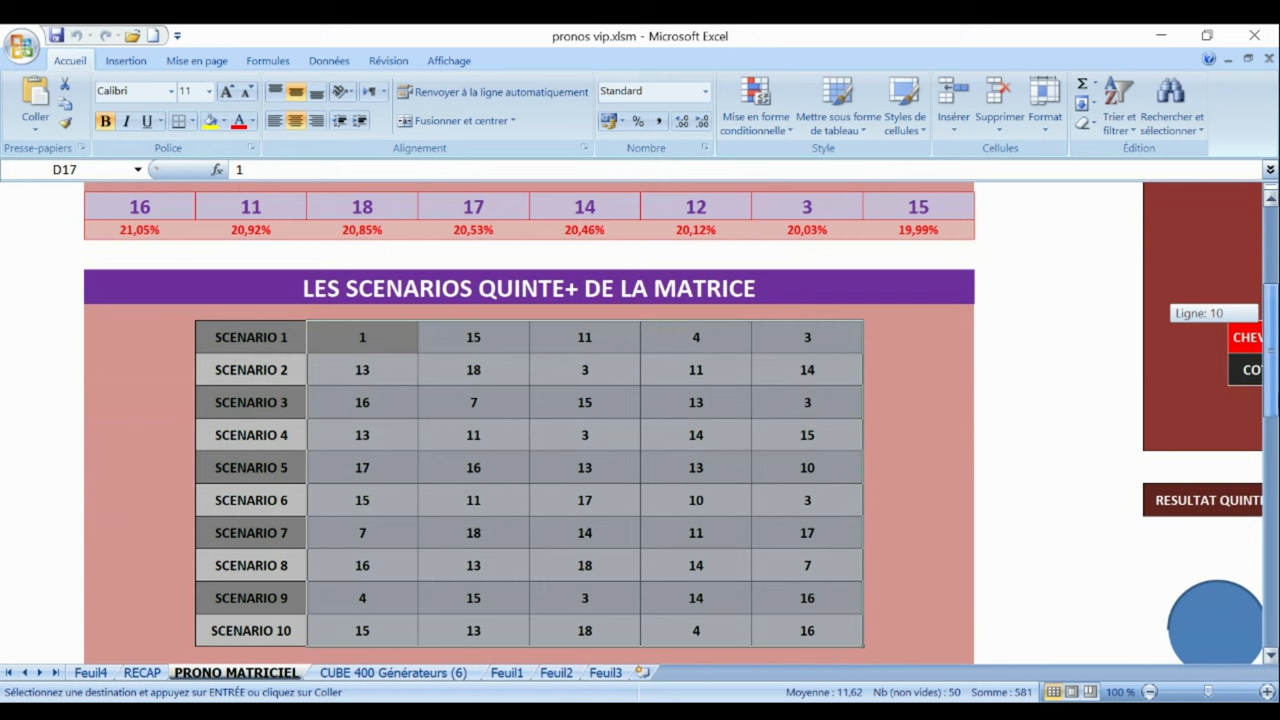 pronos vip.xlsm - Microsoft Excel
Accueil Insertion Mise en page Formules Données Révision Affichage
Coller
Calibri 11
Renvoyer à la ligne automatiquement
Standard
B I U
Fusionner et centrer
% ,
Mise en forme conditionnelle
Mettre sous forme de tableau
Styles de cellules
Insérer Supprimer Format
Trier et filtrer
Rechercher et sélectionner
Presse-papiers Police Alignement Nombre Style Cellules Édition
D17 fx 1
16 11 18 17 14 12 3 15
21,05% 20,92% 20,85% 20,53% 20,46% 20,12% 20,03% 19,99%
LES SCENARIOS QUINTE+ DE LA MATRICE
Ligne: 10
SCENARIO 1 1 15 11 4 3
SCENARIO 2 13 18 3 11 14
SCENARIO 3 16 7 15 13 3
SCENARIO 4 13 11 3 14 15
SCENARIO 5 17 16 13 13 10
SCENARIO 6 15 11 17 10 3
SCENARIO 7 7 18 14 11 17
SCENARIO 8 16 13 18 14 7
SCENARIO 9 4 15 3 14 16
SCENARIO 10 15 13 18 4 16
CHEV
CO
RESULTAT QUINT
Feuil4 RECAP PRONO MATRICIEL CUBE 400 Générateurs (6) Feuil1 Feuil2 Feuil3
Sélectionnez une destination et appuyez sur ENTRÉE ou cliquez sur Coller Moyenne : 11,62 Nb (non vides) : 50 Somme : 581 100 %